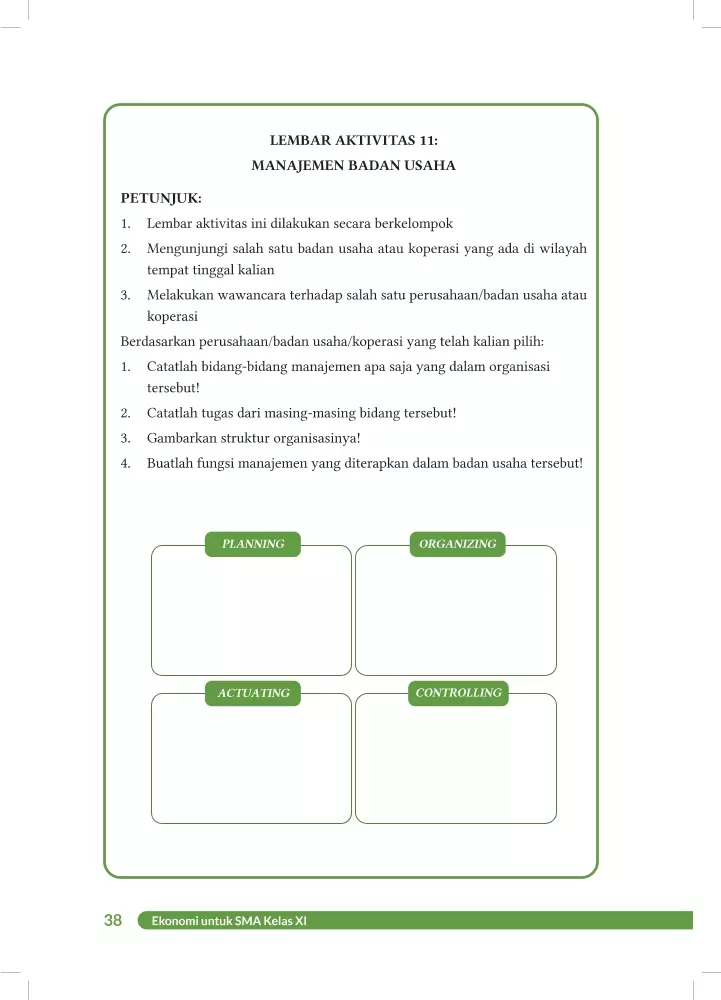 LEMBAR AKTIVITAS 11:
MANAJEMEN BADAN USAHA
PETUNJUK:
1. Lembar aktivitas ini dilakukan secara berkelompok
2. Mengunjungi salah satu badan usaha atau koperasi yang ada di wilayah
tempat tinggal kalian
3. Melakukan wawancara terhadap salah satu perusahaan/badan usaha atau
koperasi
Berdasarkan perusahaan/badan usaha/koperasi yang telah kalian pilih:
1. Catatlah bidang-bidang manajemen apa saja yang dalam organisasi
tersebut!
2. Catatlah tugas dari masing-masing bidang tersebut!
3. Gambarkan struktur organisasinya!
4. Buatlah fungsi manajemen yang diterapkan dalam badan usaha tersebut!
PLANNING
ORGANIZING
ACTUATING
CONTROLLING
38 Ekonomi untuk SMA Kelas XI